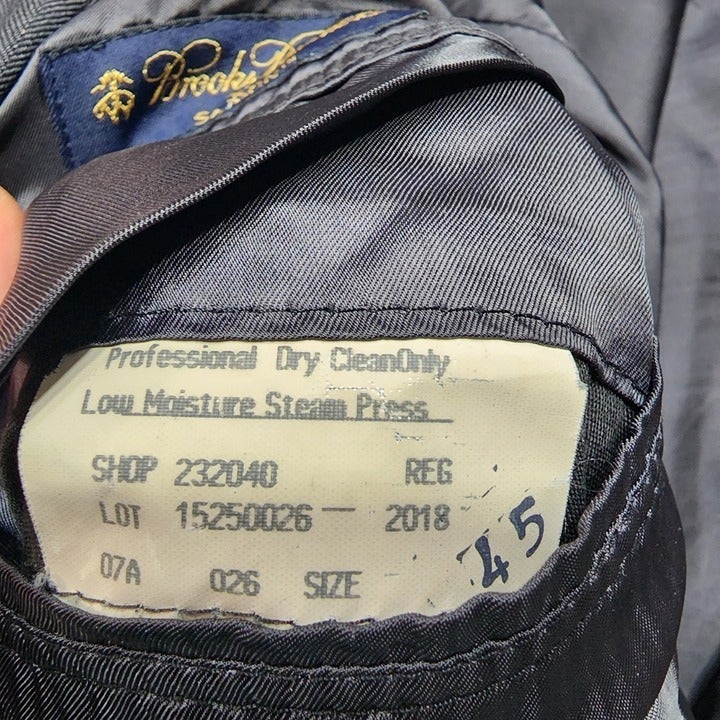 Brooks
Professional Dry CleanOnly
Low Moisture Steam Press
SHOP 232040 REG
LOT 15250026 — 2018
07A 026 SIZE 45